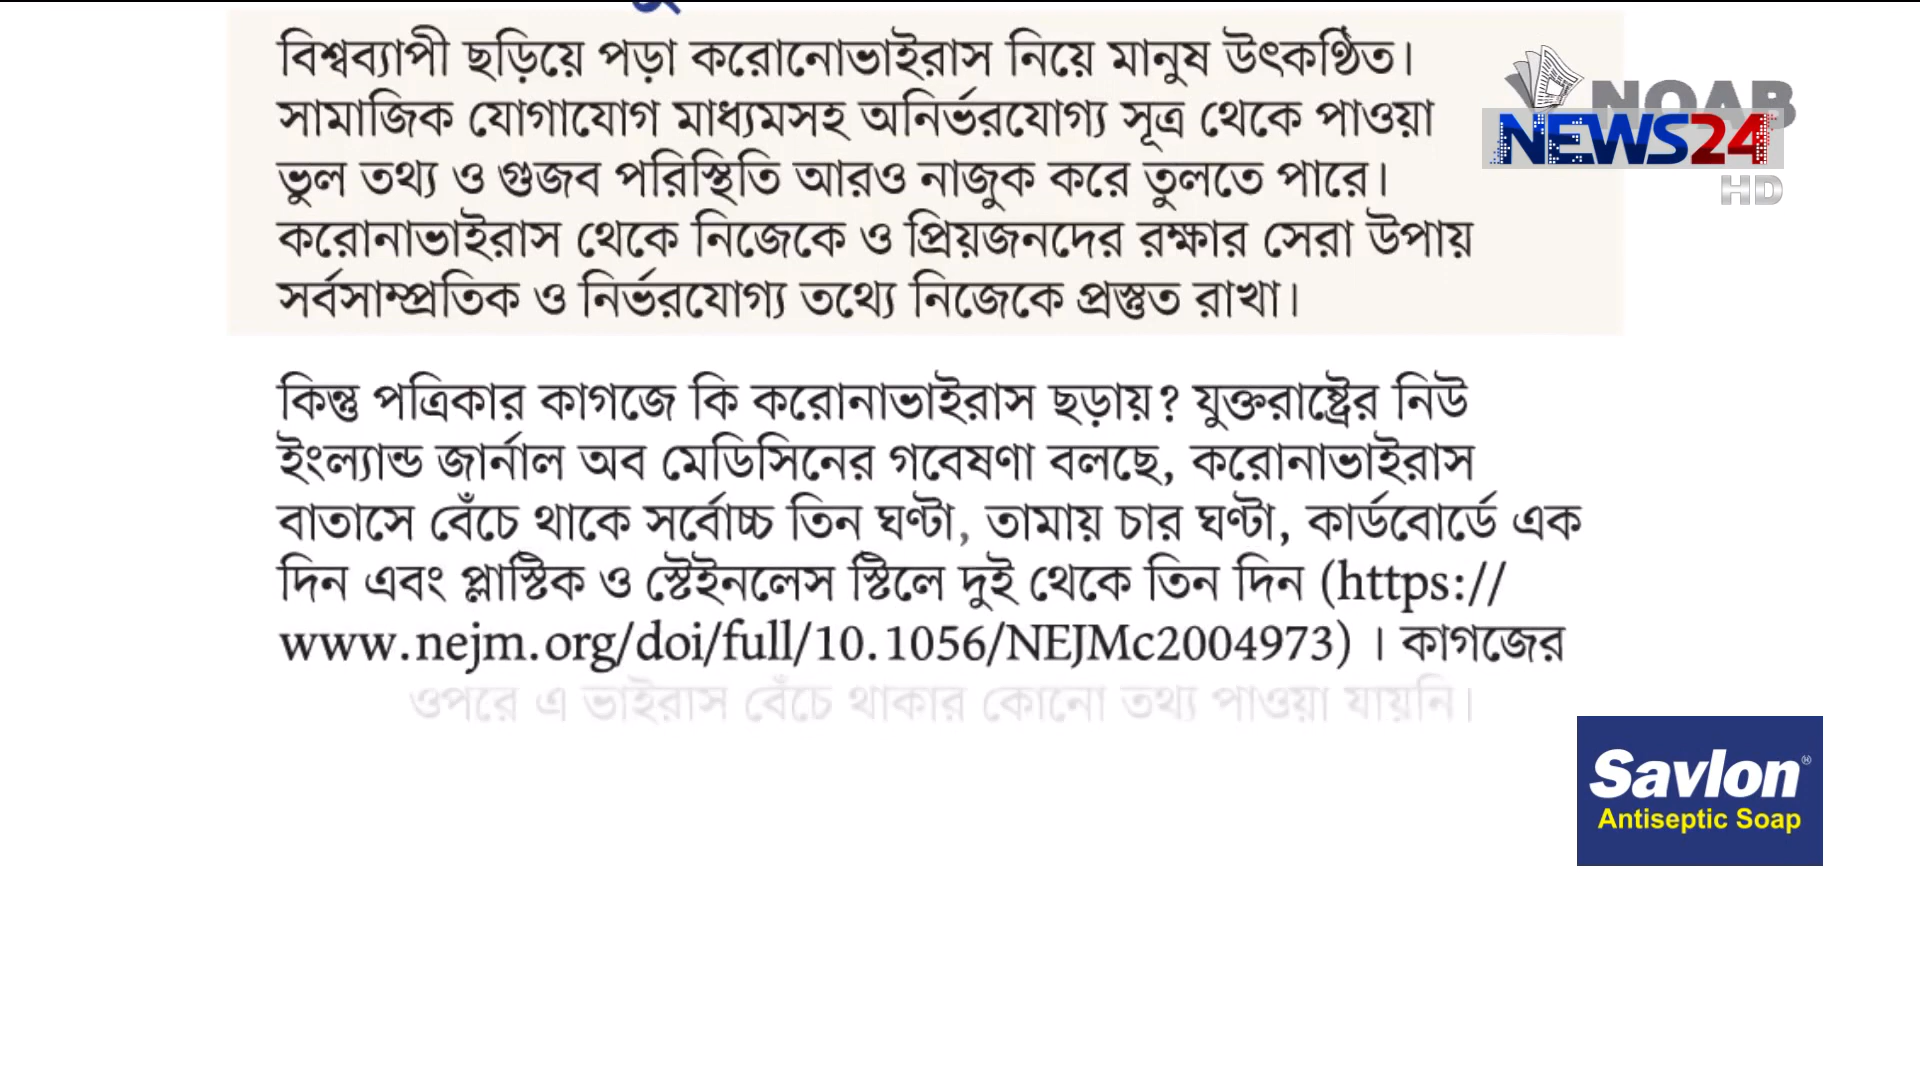 বিশ্বব্যাপী ছড়িয়ে পড়া করোনোভাইরাস নিয়ে মানুষ উৎকণ্ঠিত।
সামাজিক যোগাযোগ মাধ্যমসহ অনির্ভরযোগ্য সূত্র থেকে পাওয়া
ভুল তথ্য ও গুজব পরিস্থিতি আরও নাজুক করে তুলতে পারে।
করোনাভাইরাস থেকে নিজেকে ও প্রিয়জনদের রক্ষার সেরা উপায়
সর্বসাম্প্রতিক ও নির্ভরযোগ্য তথ্যে নিজেকে প্রস্তুত রাখা।
NOAB
NEWS24
HD
কিন্তু পত্রিকার কাগজে কি করোনাভাইরাস ছড়ায়? যুক্তরাষ্ট্রের নিউ
ইংল্যান্ড জার্নাল অব মেডিসিনের গবেষণা বলছে, করোনাভাইরাস
বাতাসে বেঁচে থাকে সর্বোচ্চ তিন ঘণ্টা, তামায় চার ঘণ্টা, কার্ডবোর্ডে এক
দিন এবং প্লাস্টিক ও স্টেইনলেস স্টিলে দুই থেকে তিন দিন (https://
www.nejm.org/doi/full/10.1056/NEJMc2004973) । কাগজের
ওপরে এ ভাইরাস বেঁচে থাকার কোনো তথ্য পাওয়া যায়নি।
Savlon®
Antiseptic Soap